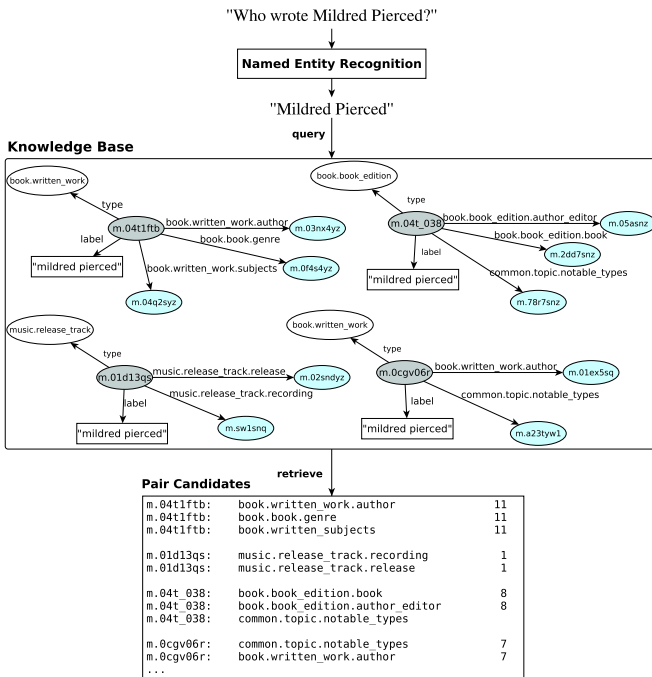 "Who wrote Mildred Pierced?"
Named Entity Recognition
"Mildred Pierced"
query
Knowledge Base
book.written_work
type
m.04t1ftb
label
"mildred pierced"
book.written_work.author
m.03nx4yz
book.book.genre
m.0f4s4yz
book.written_work.subjects
m.04q2syz
book.book_edition
type
m.04t_038
label
"mildred pierced"
book.book_edition.author_editor
m.05asnz
book.book_edition.book
m.2dd7snz
common.topic.notable_types
m.78r7snz
music.release_track
type
m.01d13qs
label
"mildred pierced"
music.release_track.release
m.02sndyz
music.release_track.recording
m.sw1snq
book.written_work
type
m.0cgv06r
label
"mildred pierced"
book.written_work.author
m.01ex5sq
common.topic.notable_types
m.a23tyw1
retrieve
Pair Candidates
m.04t1ftb: book.written_work.author 11
m.04t1ftb: book.book.genre 11
m.04t1ftb: book.written_subjects 11
m.01d13qs: music.release_track.recording 1
m.01d13qs: music.release_track.release 1
m.04t_038: book.book_edition.book 8
m.04t_038: book.book_edition.author_editor 8
m.04t_038: common.topic.notable_types
m.0cgv06r: common.topic.notable_types 7
m.0cgv06r: book.written_work.author 7
...